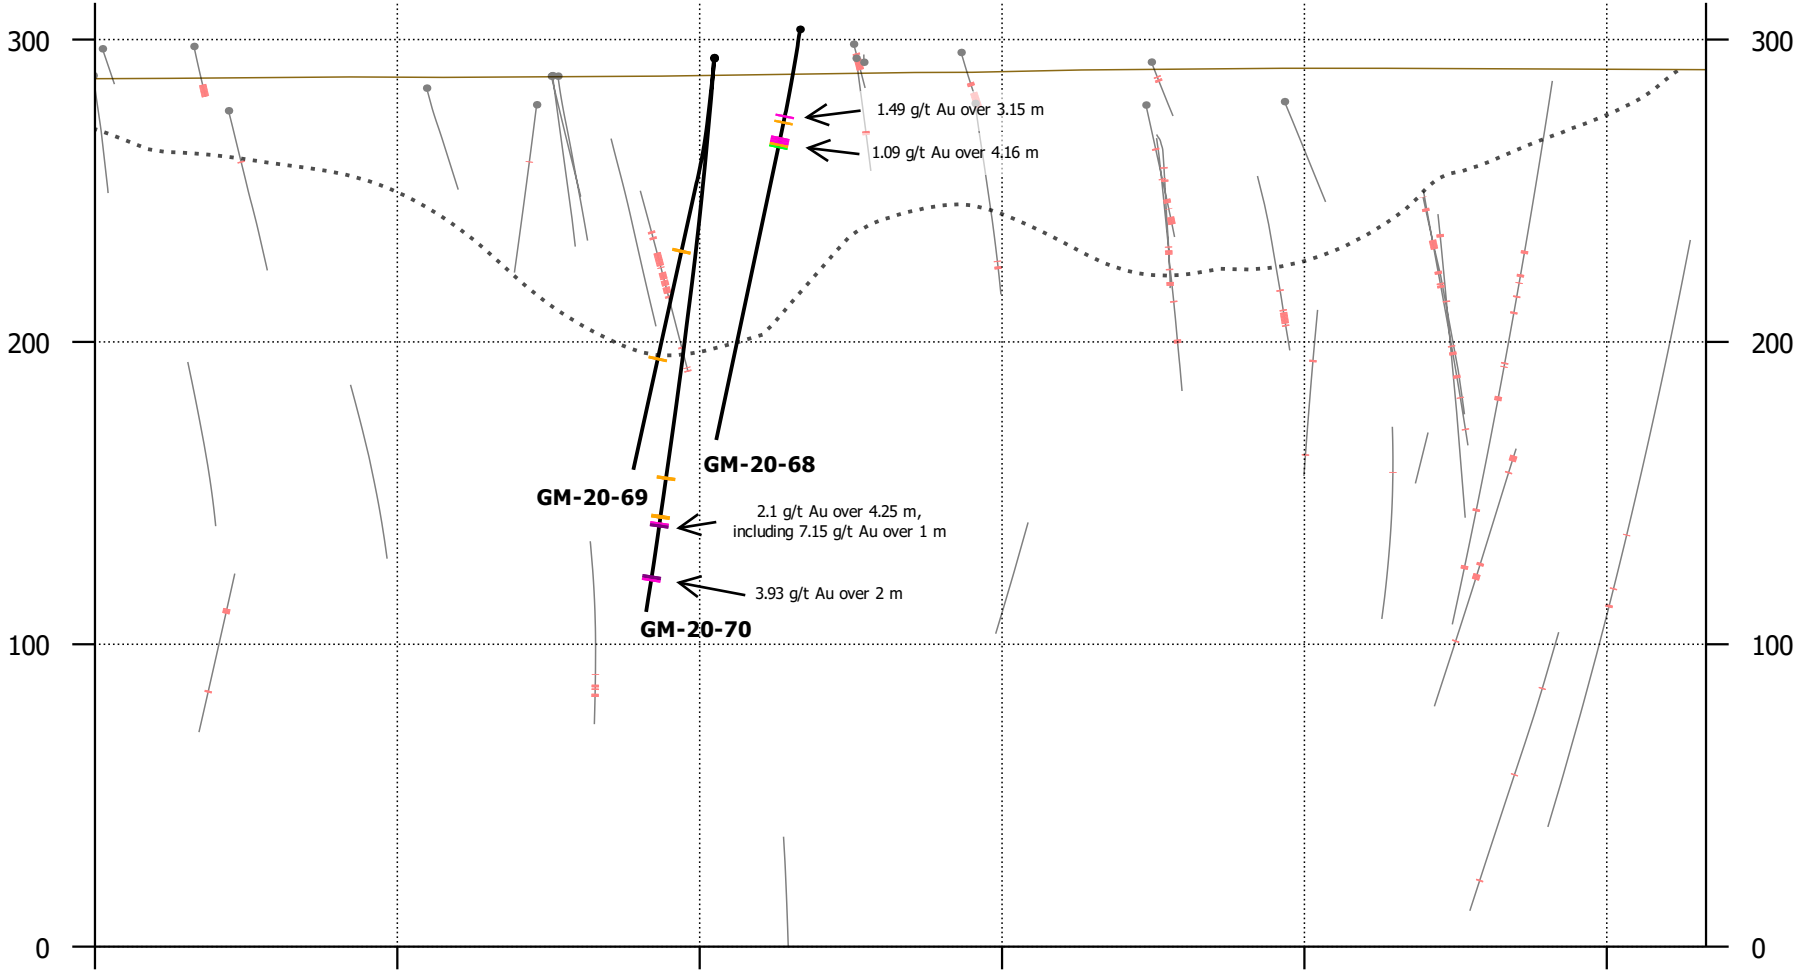 300
300
1.49 g/t Au over 3.15 m
1.09 g/t Au over 4.16 m
200
200
GM-20-68
GM-20-69
2.1 g/t Au over 4.25 m,
including 7.15 g/t Au over 1 m
3.93 g/t Au over 2 m
GM-20-70
100
100
0
0